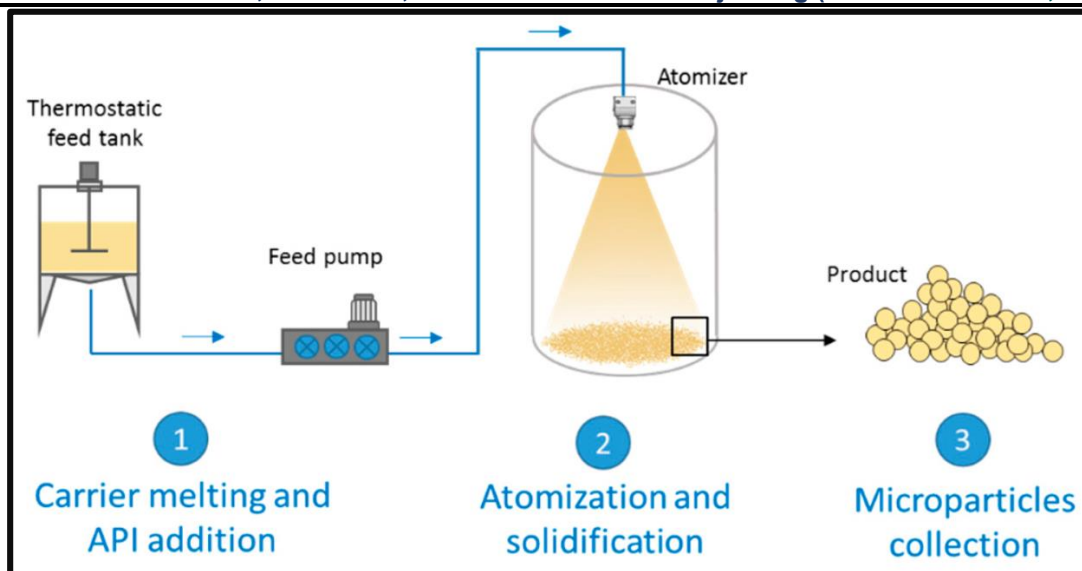 Thermostatic
feed tank
Feed pump
Atomizer
Product
1
Carrier melting and
API addition
2
Atomization and
solidification
3
Microparticles
collection